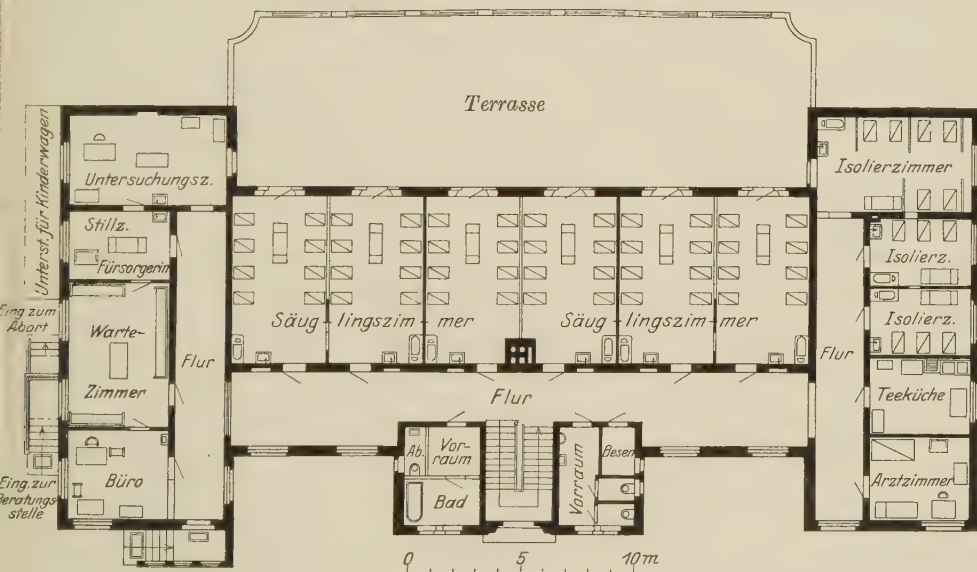 Terrasse
Unterst. für Kinderwagen
Untersuchungsz.
Isolierzimmer
Stillz.
Fürsorgerin
Isolierz.
Eing. zum
Abort
Warte-
Zimmer
Flur
Säug-lingszim-mer
Säug-lingszim-mer
Isolierz.
Flur
Flur
Teeküche
Büro
Ab.
Vor-
raum
Bad
Vorraum
Besen
Arztzimmer
Eing. zur
Beratungs-
stelle
0 5 10m